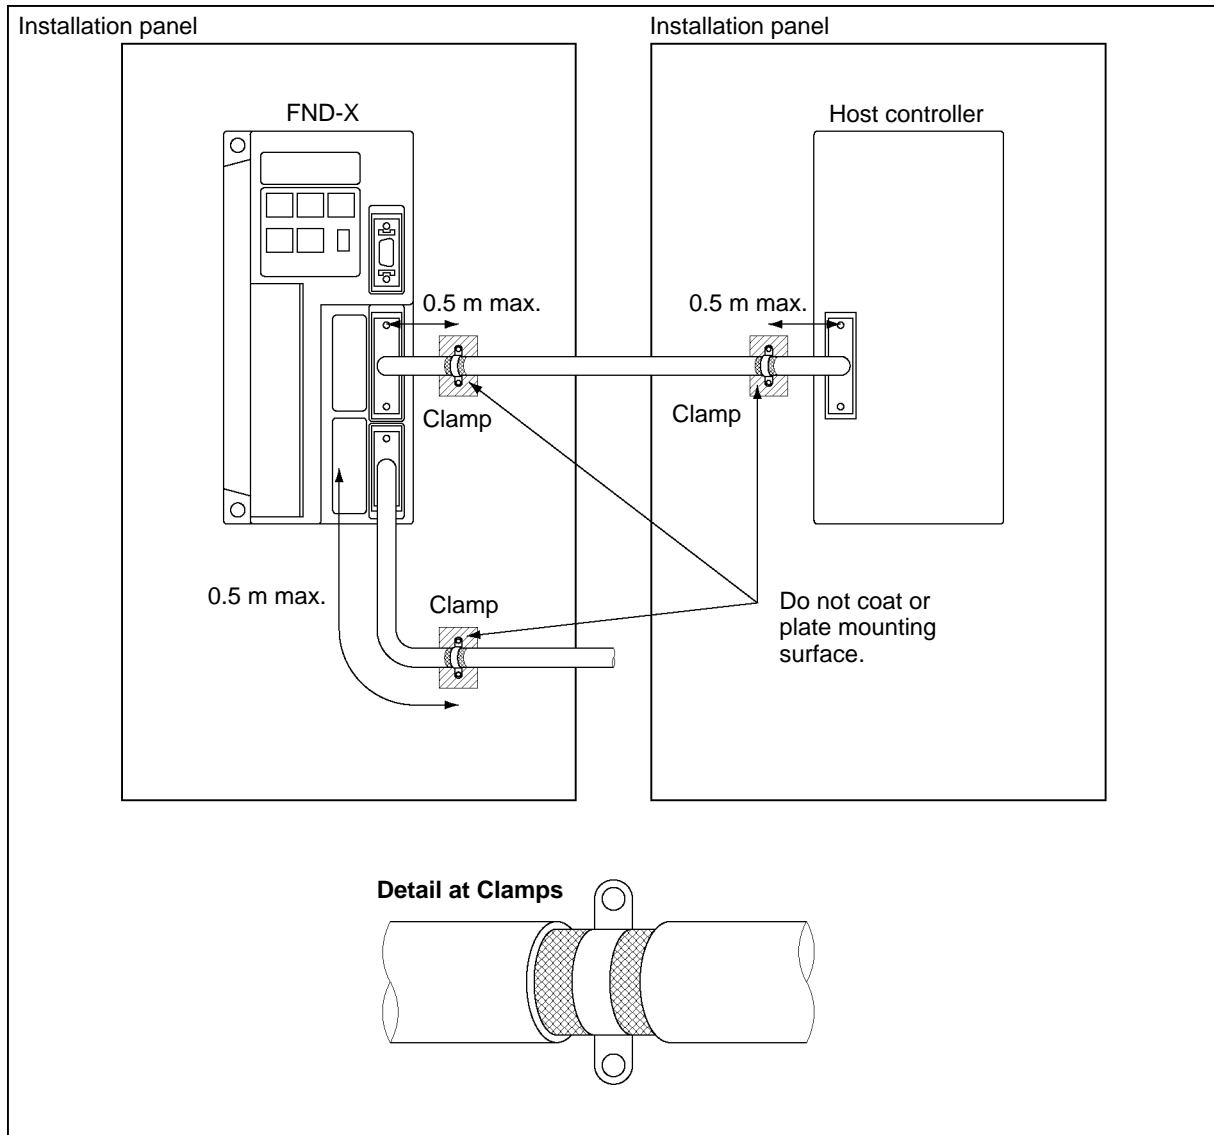 Installation panel
Installation panel
FND-X
Host controller
0.5 m max.
0.5 m max.
Clamp
Clamp
0.5 m max.
Clamp
Do not coat or
plate mounting
surface.
Detail at Clamps